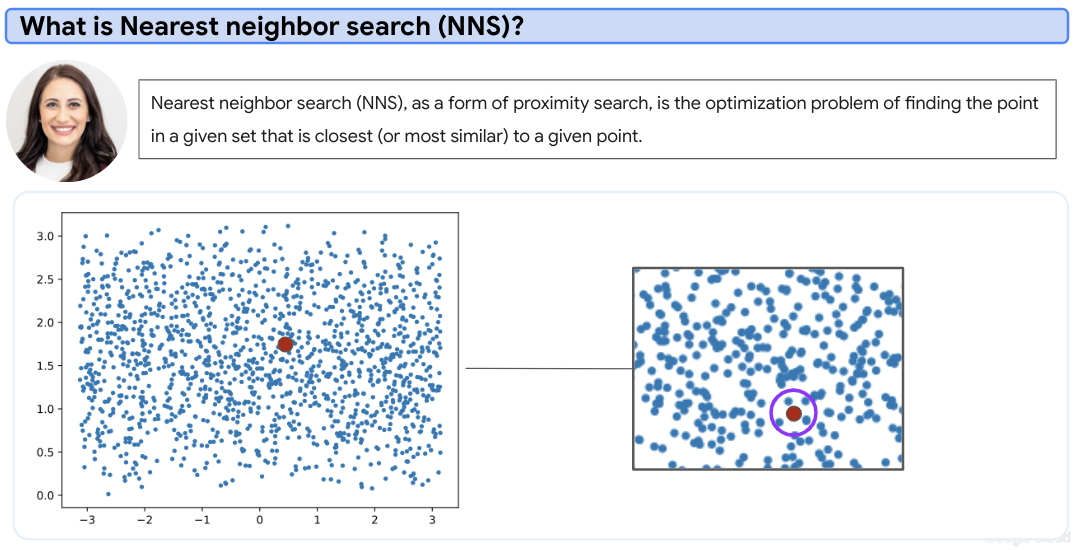 What is Nearest neighbor search (NNS)?
Nearest neighbor search (NNS), as a form of proximity search, is the optimization problem of finding the point
in a given set that is closest (or most similar) to a given point.
3.0
2.5
2.0
1.5
1.0
0.5
0.0
−3 −2 −1 0 1 2 3
Google Cloud